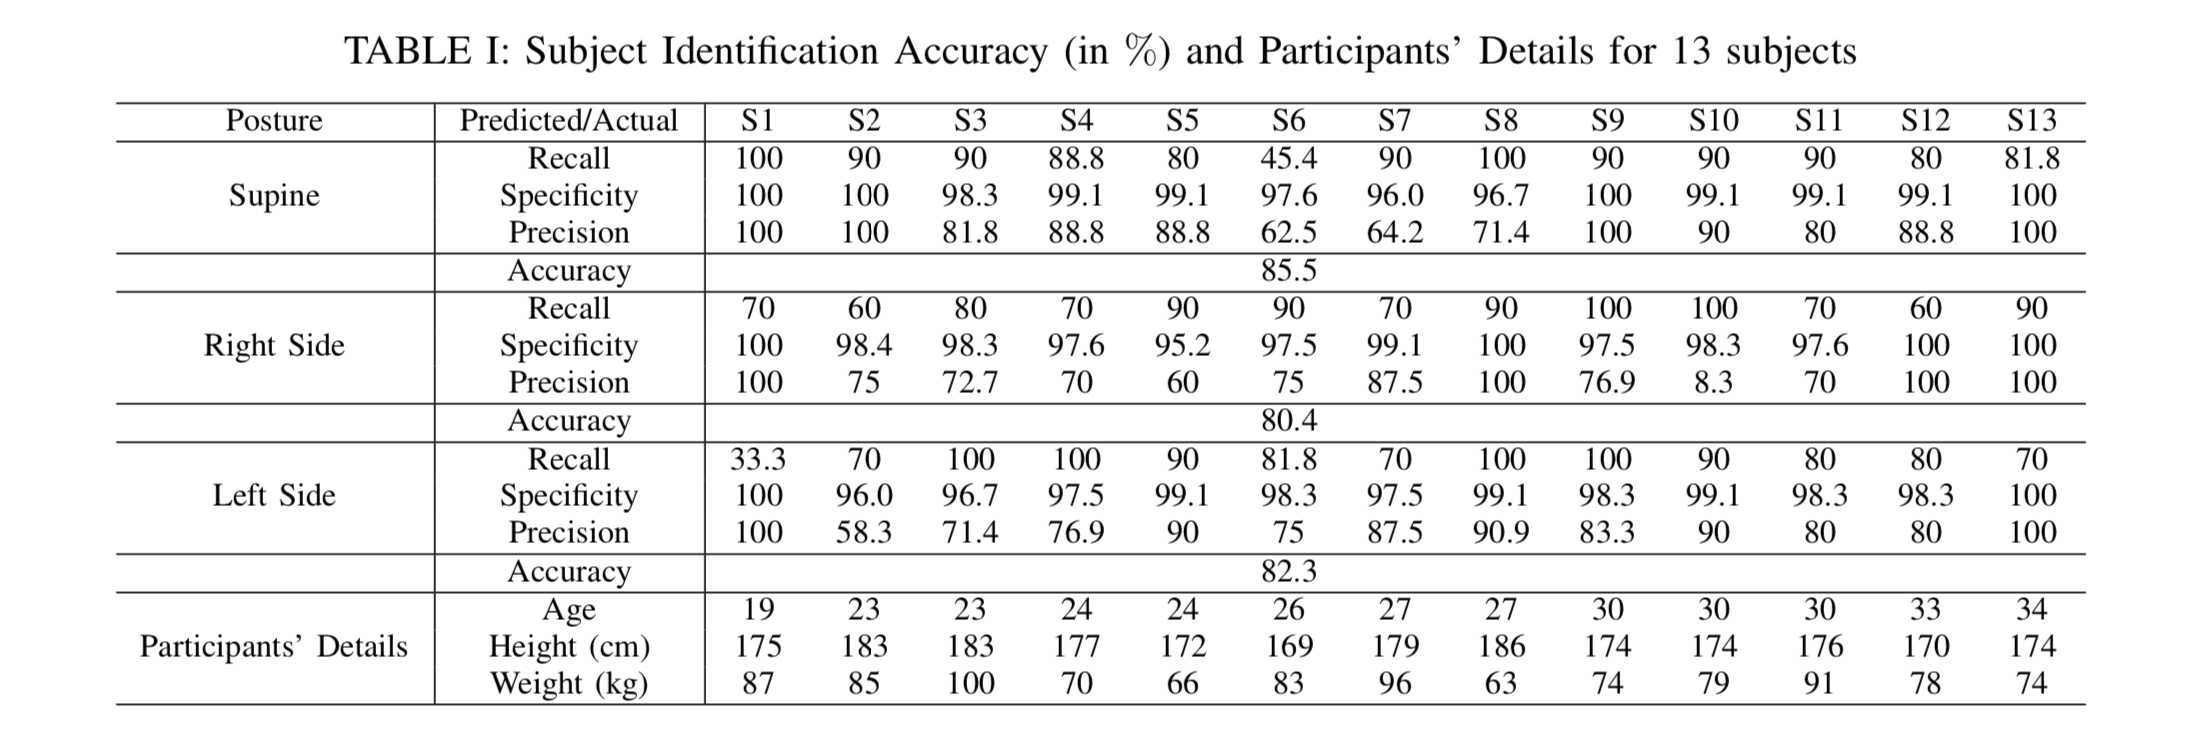 TABLE I: Subject Identification Accuracy (in %) and Participants' Details for 13 subjects
Posture Predicted/Actual S1 S2 S3 S4 S5 S6 S7 S8 S9 S10 S11 S12 S13
Recall 100 90 90 88.8 80 45.4 90 100 90 90 90 80 81.8
Supine Specificity 100 100 98.3 99.1 99.1 97.6 96.0 96.7 100 99.1 99.1 99.1 100
Precision 100 100 81.8 88.8 88.8 62.5 64.2 71.4 100 90 80 88.8 100
Accuracy 85.5
Recall 70 60 80 70 90 90 70 90 100 100 70 60 90
Right Side Specificity 100 98.4 98.3 97.6 95.2 97.5 99.1 100 97.5 98.3 97.6 100 100
Precision 100 75 72.7 70 60 75 87.5 100 76.9 8.3 70 100 100
Accuracy 80.4
Recall 33.3 70 100 100 90 81.8 70 100 100 90 80 80 70
Left Side Specificity 100 96.0 96.7 97.5 99.1 98.3 97.5 99.1 98.3 99.1 98.3 98.3 100
Precision 100 58.3 71.4 76.9 90 75 87.5 90.9 83.3 90 80 80 100
Accuracy 82.3
Age 19 23 23 24 24 26 27 27 30 30 30 33 34
Participants' Details Height (cm) 175 183 183 177 172 169 179 186 174 174 176 170 174
Weight (kg) 87 85 100 70 66 83 96 63 74 79 91 78 74